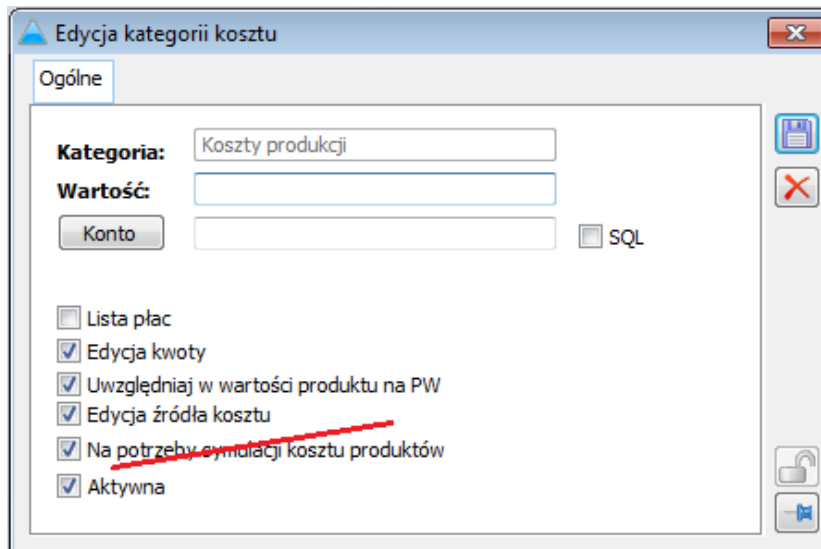 Edycja kategorii kosztu
Ogólne
Kategoria: Koszty produkcji
Wartość:
Konto SQL
Lista płac
Edycja kwoty
Uwzględniaj w wartości produktu na PW
Edycja źródła kosztu
Na potrzeby symulacji kosztu produktów
Aktywna